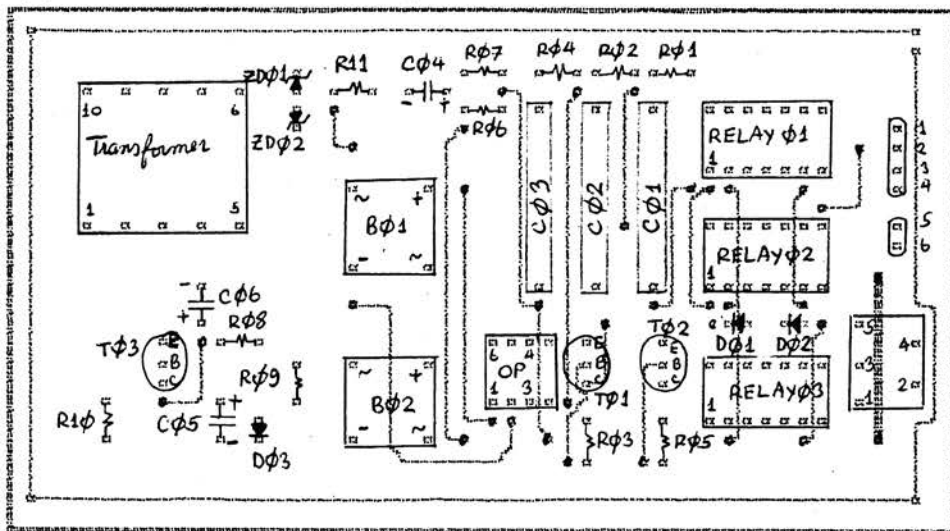 ZDØ1 R11 CØ4 RØ7 RØ4 RØ2 RØ1
- +
10 6
Transformer
1 5
ZDØ2
RØ6
RELAY Ø1
1
1
2
3
4
CØ3 CØ2 CØ1
~ +
BØ1
- ~
RELAYØ2
1
5
6
- CØ6
+
RØ8
TØ3 E
B
C
6 4
OP
1 3
E
B
C
TØ1
TØ2
E
B
C
DØ1 DØ2
5
4
3
2
1
RØ9
~ +
BØ2
- ~
RELAYØ3
1
R1Ø CØ5 +
-
DØ3
RØ3 RØ5